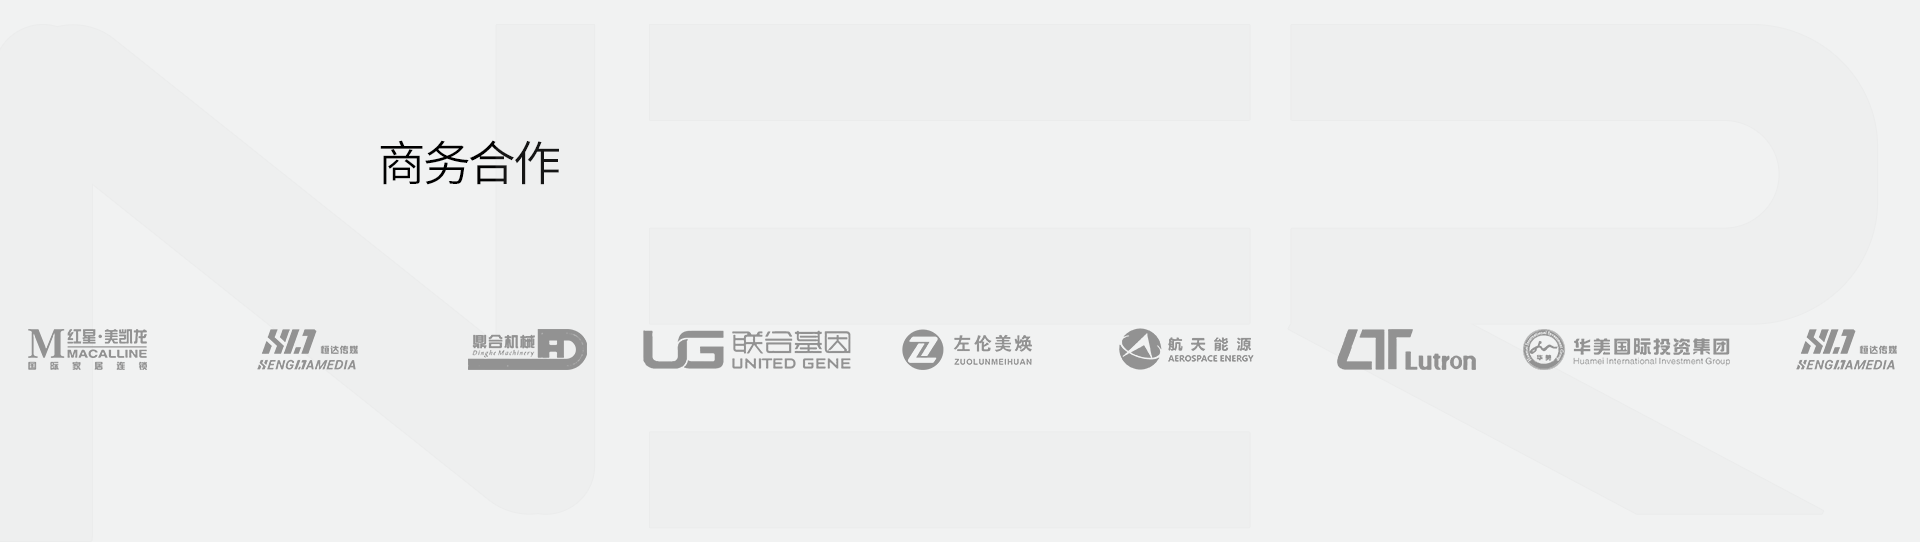 商务合作
红星·美凯龙
MACALLINE
国际家居连锁
恒达传媒
HENGDAMEDIA
鼎合机械
Dinghe Machinery
UG
联合基因
UNITED GENE
左伦美焕
ZUOLUNMEIHUAN
航天能源
AEROSPACE ENERGY
Lutron
华美国际投资集团
Huamei International Investment Group
恒达传媒
HENGDAMEDIA